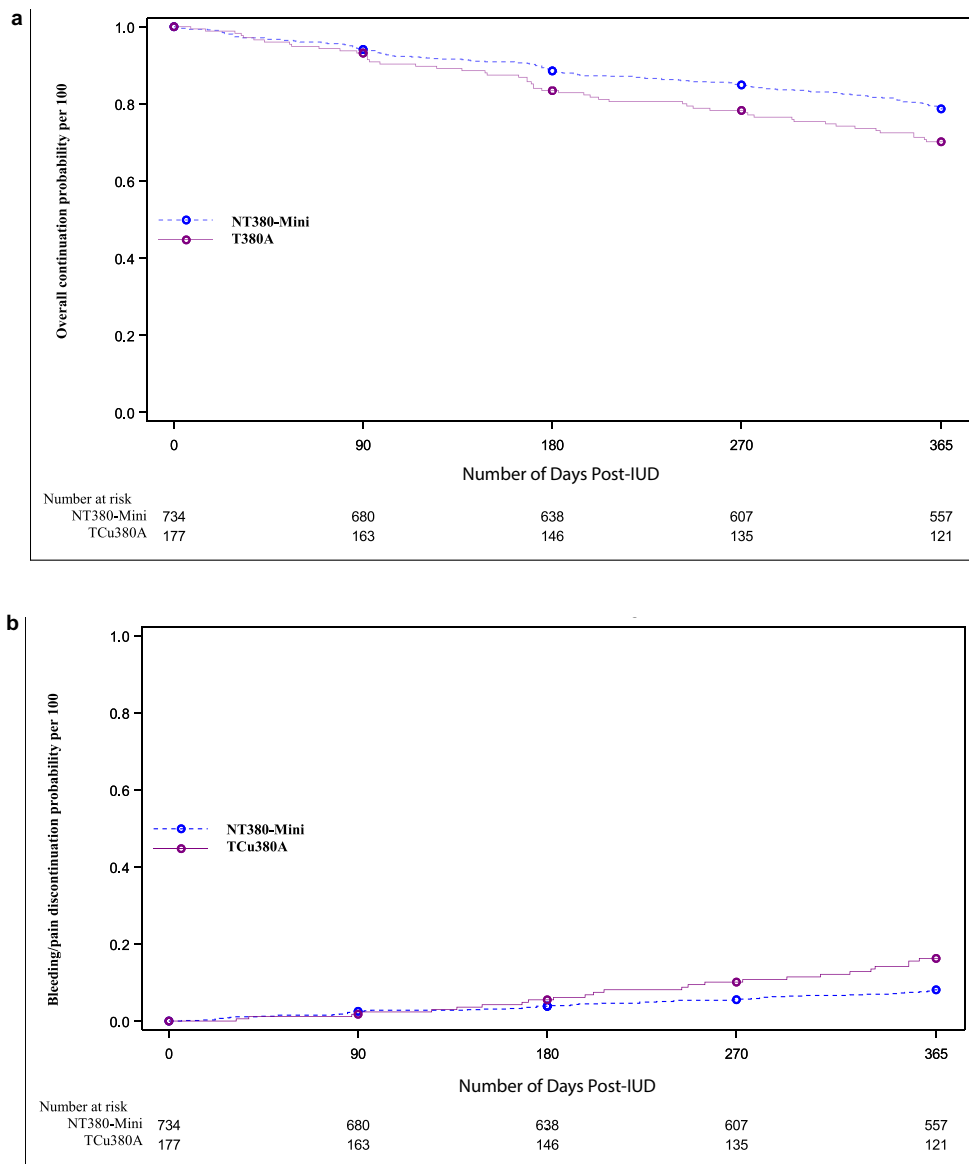 a
Overall continuation probability per 100
1.0
0.8
0.6
0.4
0.2
0.0
NT380-Mini
T380A
0 90 180 270 365
Number of Days Post-IUD
Number at risk
NT380-Mini 734 680 638 607 557
TCu380A 177 163 146 135 121
b
Bleeding/pain discontinuation probability per 100
1.0
0.8
0.6
0.4
0.2
0.0
NT380-Mini
TCu380A
0 90 180 270 365
Number of Days Post-IUD
Number at risk
NT380-Mini 734 680 638 607 557
TCu380A 177 163 146 135 121